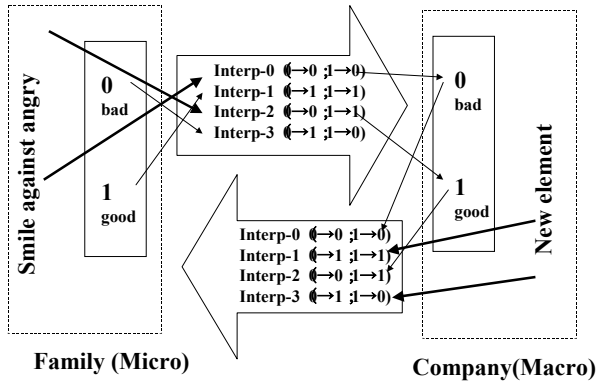 Smile against angry
0
bad
1
good
Interp-0 (0→0 ;1→0)
Interp-1 (0→1 ;1→1)
Interp-2 (0→0 ;1→1)
Interp-3 (0→1 ;1→0)
0
bad
1
good
New element
Interp-0 (0→0 ;1→0)
Interp-1 (0→1 ;1→1)
Interp-2 (0→0 ;1→1)
Interp-3 (0→1 ;1→0)
Family (Micro)
Company(Macro)